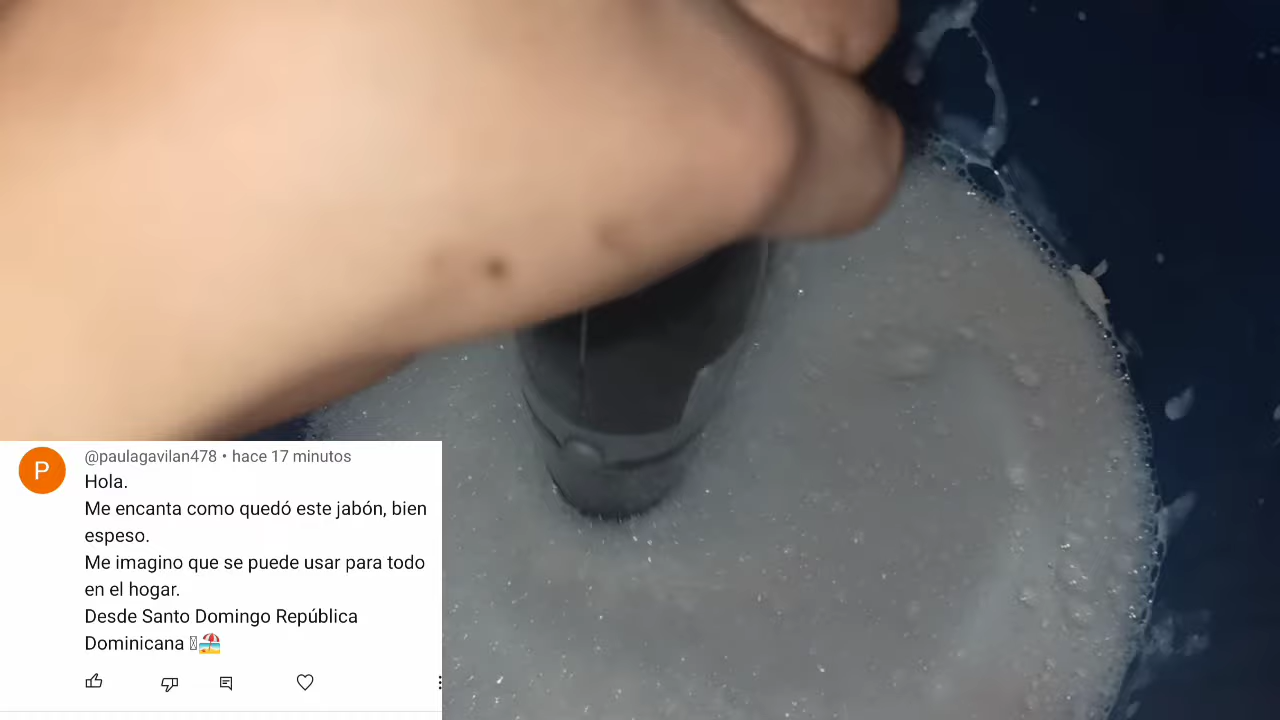 P
@paulagavilan478 • hace 17 minutos
Hola.
Me encanta como quedó este jabón, bien
espeso.
Me imagino que se puede usar para todo
en el hogar.
Desde Santo Domingo República
Dominicana 🏖️